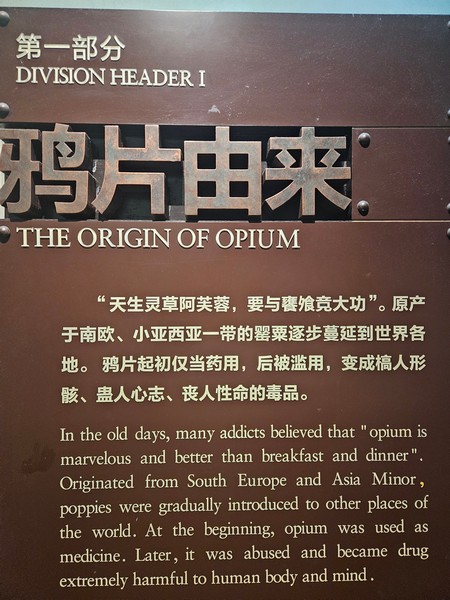 第一部分
DIVISION HEADER I
鸦片由来
THE ORIGIN OF OPIUM
“天生灵草阿芙蓉，要与饔飧竞大功”。原产
于南欧、小亚西亚一带的罂粟逐步蔓延到世界各
地。 鸦片起初仅当药用，后被滥用，变成槁人形
骸、蛊人心志、丧人性命的毒品。
In the old days, many addicts believed that "opium is
marvelous and better than breakfast and dinner".
Originated from South Europe and Asia Minor,
poppies were gradually introduced to other places of
the world. At the beginning, opium was used as
medicine. Later, it was abused and became drug
extremely harmful to human body and mind.